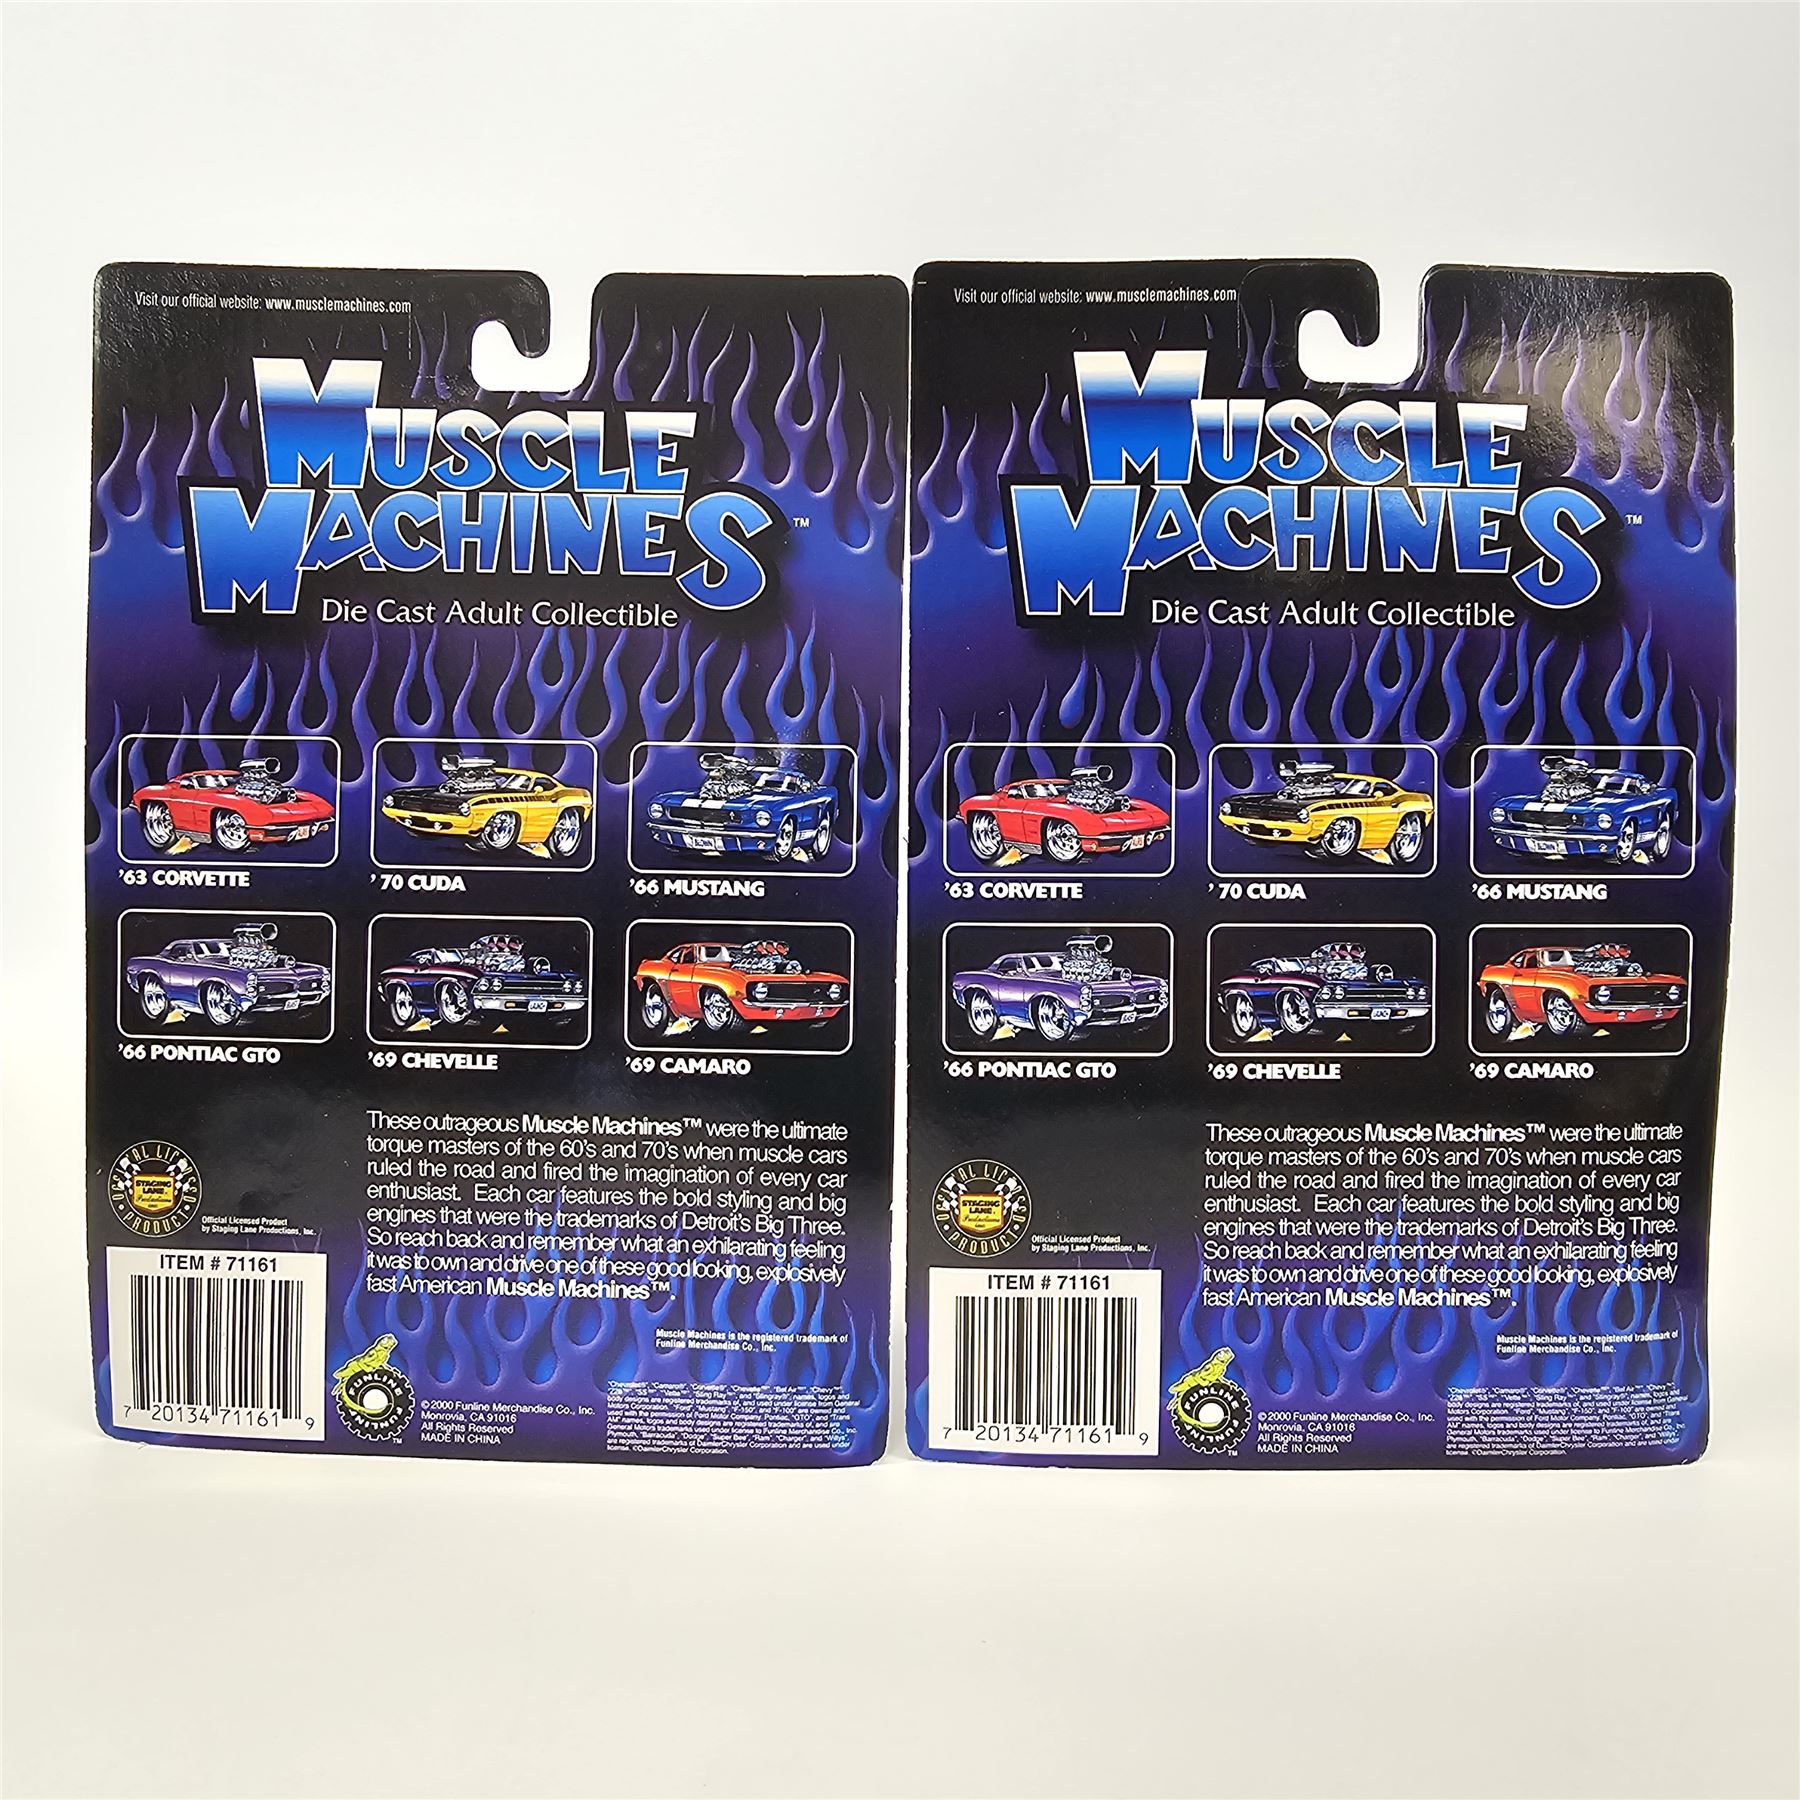 Visit our official website: www.musclemachines.com
MUSCLE
MACHINES™
Die Cast Adult Collectible
'63 CORVETTE
'70 CUDA
'66 MUSTANG
'66 PONTIAC GTO
'69 CHEVELLE
'69 CAMARO
These outrageous Muscle Machines™ were the ultimate
torque masters of the 60's and 70's when muscle cars
ruled the road and fired the imagination of every car
enthusiast. Each car features the bold styling and big
engines that were the trademarks of Detroit's Big Three.
So reach back and remember what an exhilarating feeling
it was to own and drive one of these good looking, explosively
fast American Muscle Machines™.
STAGING
LANE
Official Licensed Product
by Staging Lane Productions, Inc.
ITEM # 71161
7 20134 71161 9
Muscle Machines is the registered trademark of
Funline Merchandise Co., Inc.
FUNLINE FUNLINE
™
©2000 Funline Merchandise Co., Inc.
Monrovia, CA 91016
All Rights Reserved
MADE IN CHINA
Visit our official website: www.musclemachines.com
MUSCLE
MACHINES™
Die Cast Adult Collectible
'63 CORVETTE
'70 CUDA
'66 MUSTANG
'66 PONTIAC GTO
'69 CHEVELLE
'69 CAMARO
These outrageous Muscle Machines™ were the ultimate
torque masters of the 60's and 70's when muscle cars
ruled the road and fired the imagination of every car
enthusiast. Each car features the bold styling and big
engines that were the trademarks of Detroit's Big Three.
So reach back and remember what an exhilarating feeling
it was to own and drive one of these good looking, explosively
fast American Muscle Machines™.
STAGING
LANE
Official Licensed Product
by Staging Lane Productions, Inc.
ITEM # 71161
7 20134 71161 9
Muscle Machines is the registered trademark of
Funline Merchandise Co., Inc.
FUNLINE FUNLINE
™
©2000 Funline Merchandise Co., Inc.
Monrovia, CA 91016
All Rights Reserved
MADE IN CHINA